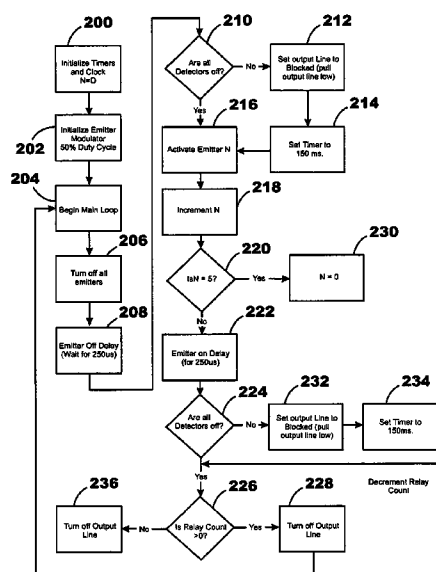 200
Initialize Timers
and Clock
N=D
202
Initialize Emitter
Modulator
50% Duty Cycle
204
Begin Main Loop
206
Turn off all
emitters
208
Emitter Off Delay
(Wait for 250us)
210
Are all
Detectors off?
No
Yes
212
Set output Line to
Blocked (pull
output line low)
214
Set Timer to
150 ms.
216
Activate Emitter N
218
Increment N
220
IsN = 5?
Yes
No
230
N = 0
222
Emitter on Delay
(for 250us)
224
Are all
Detectors off?
No
Yes
232
Set output Line to
Blocked (pull
output line low)
234
Set Timer to
150ms.
Decrement Relay
Count
226
Is Relay Count
>0?
No
Yes
236
Turn off Output
Line
228
Turn off Output
Line